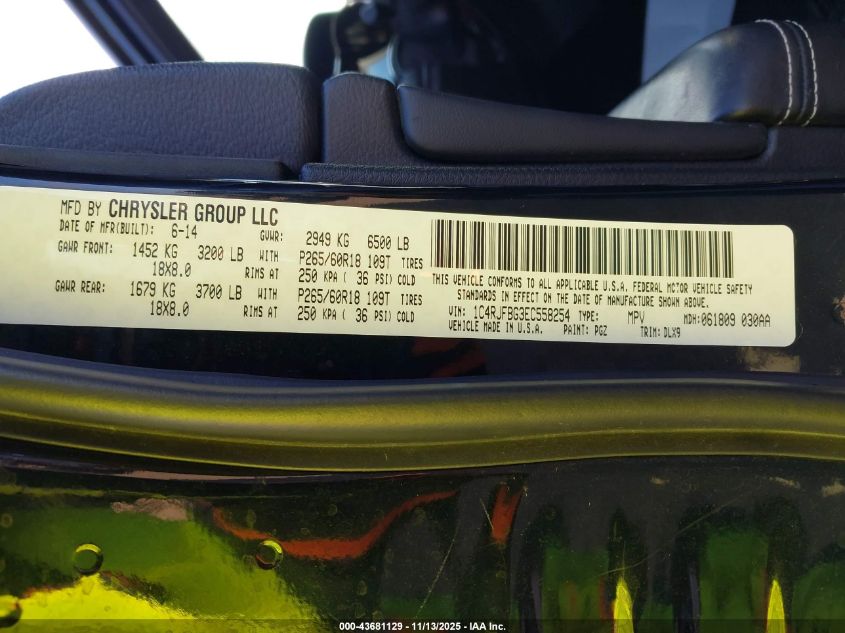 MFD BY CHRYSLER GROUP LLC
DATE OF MFR(BUILT): 6-14 GVWR: 2949 KG 6500 LB
GAWR FRONT: 1452 KG 3200 LB WITH P265/60R18 109T TIRES
18X8.0 RIMS AT 250 KPA ( 36 PSI) COLD
GAWR REAR: 1679 KG 3700 LB WITH P265/60R18 109T TIRES
18X8.0 RIMS AT 250 KPA ( 36 PSI) COLD
THIS VEHICLE CONFORMS TO ALL APPLICABLE U.S.A. FEDERAL MOTOR VEHICLE SAFETY
STANDARDS IN EFFECT ON THE DATE OF MANUFACTURE SHOWN ABOVE.
VIN: 1C4RJFBG3EC558254 TYPE: MPV MDH:061809 030AA
VEHICLE MADE IN U.S.A. PAINT: PGZ TRIM: DLX9
000-43681129 - 11/13/2025 - IAA Inc.